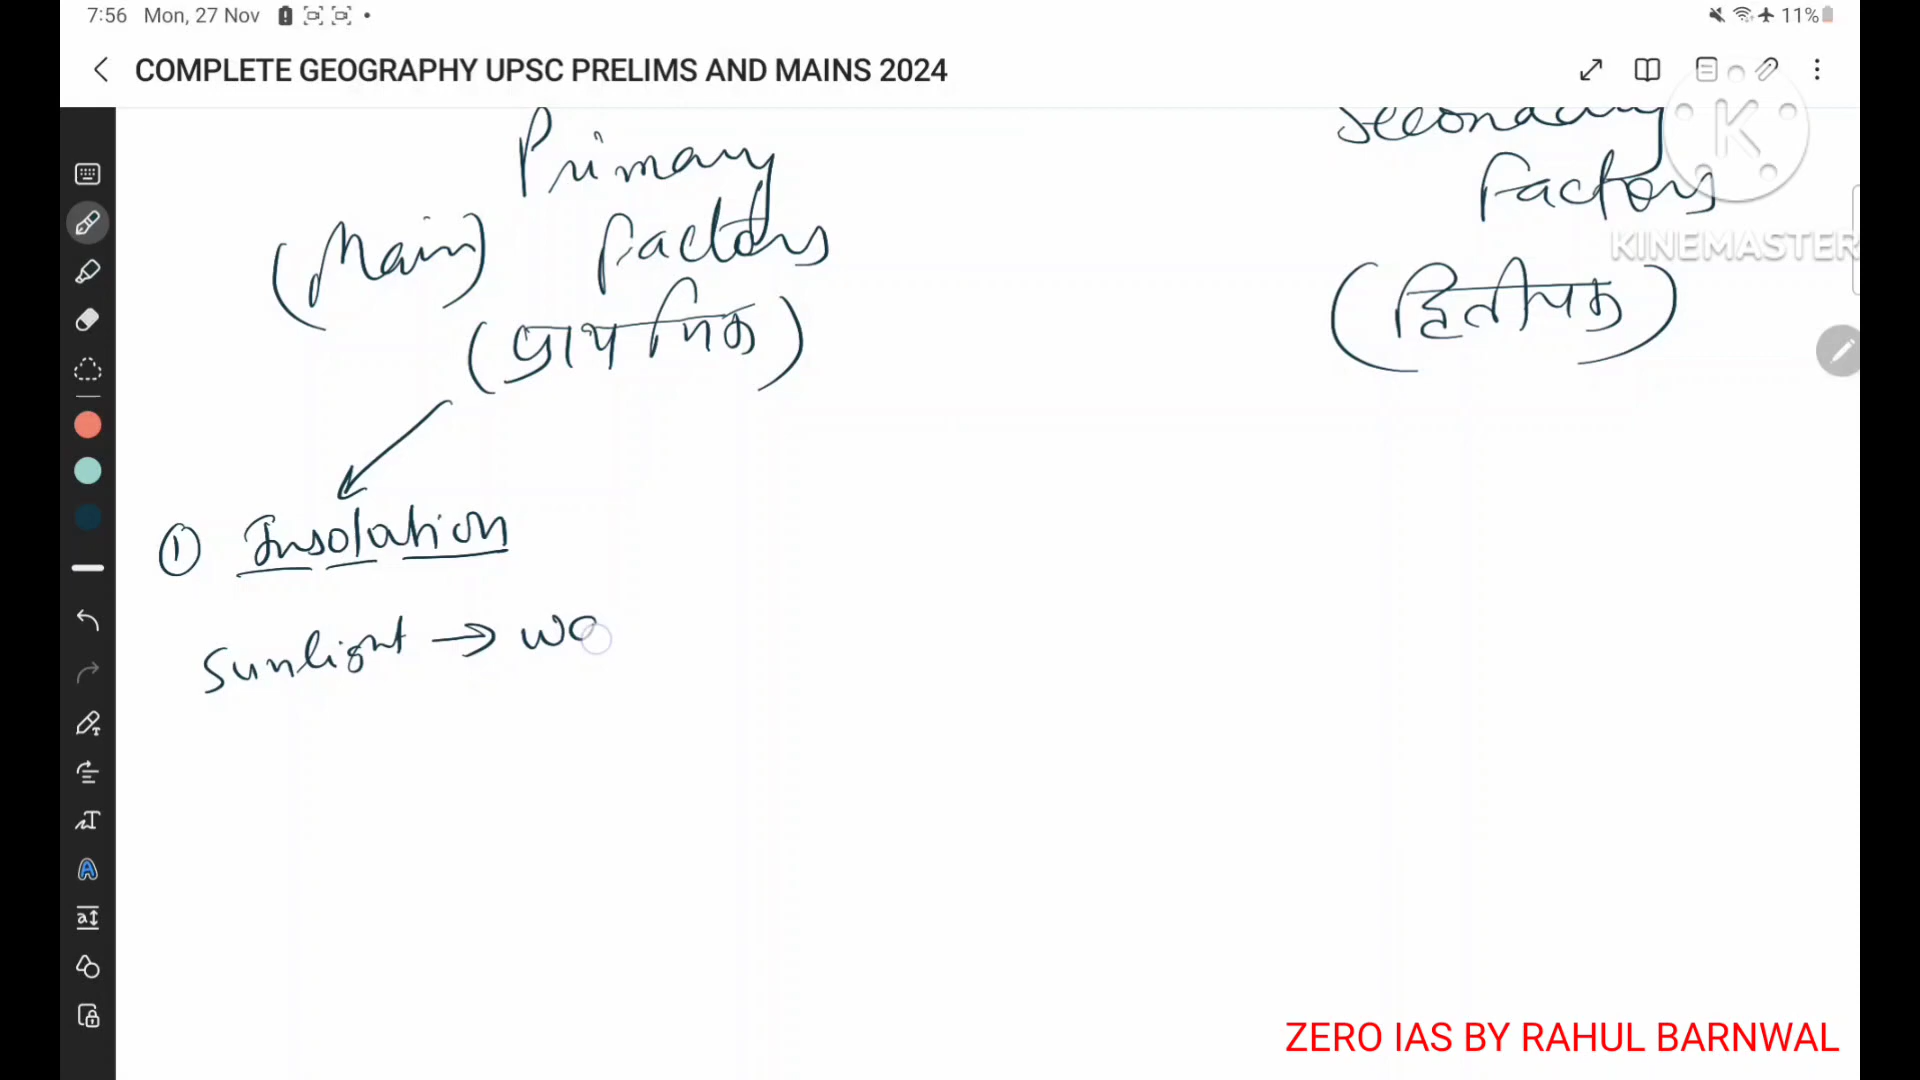 7:56 Mon, 27 Nov
11%
COMPLETE GEOGRAPHY UPSC PRELIMS AND MAINS 2024
Primary
Factors
(Main)
(प्राथमिक)
Secondary
Factors
(द्वितीयक)
K
KINEMASTER
① Insolation
Sunlight → wo
ZERO IAS BY RAHUL BARNWAL